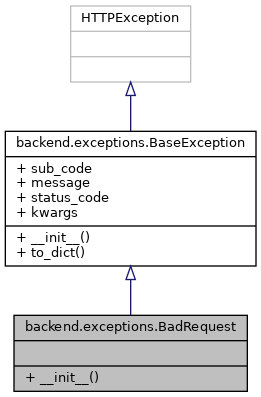 HTTPException
backend.exceptions.BaseException
+ sub_code
+ message
+ status_code
+ kwargs
+ __init__()
+ to_dict()
backend.exceptions.BadRequest
+ __init__()